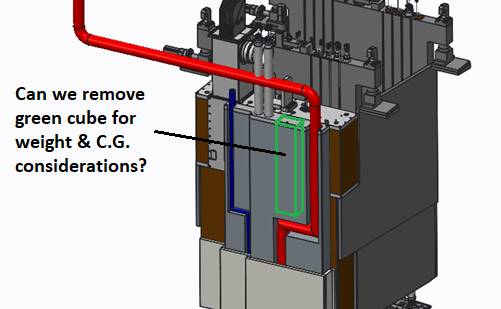 Can we remove
green cube for
weight & C.G.
considerations?